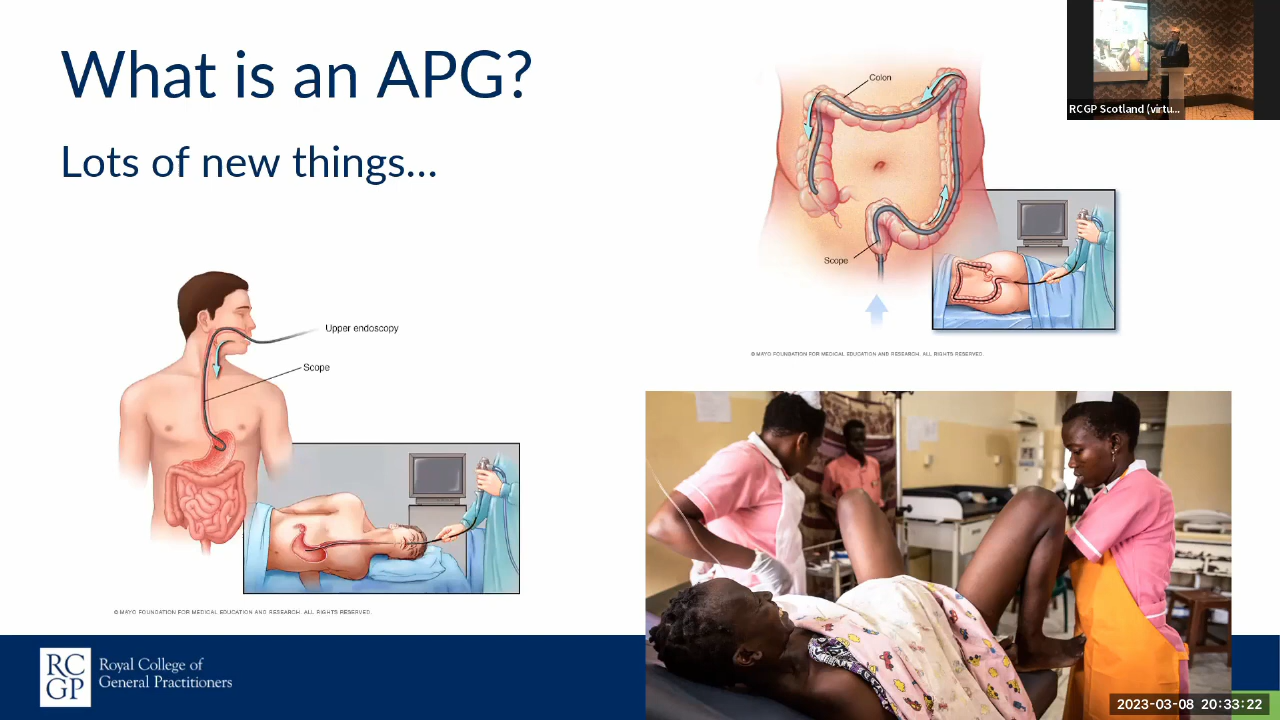 What is an APG?
Lots of new things...
Colon
Scope
© MAYO FOUNDATION FOR MEDICAL EDUCATION AND RESEARCH. ALL RIGHTS RESERVED.
Upper endoscopy
Scope
© MAYO FOUNDATION FOR MEDICAL EDUCATION AND RESEARCH. ALL RIGHTS RESERVED.
RCGP Scotland (virtu...
RC
GP
Royal College of
General Practitioners
2023-03-08 20:33:22